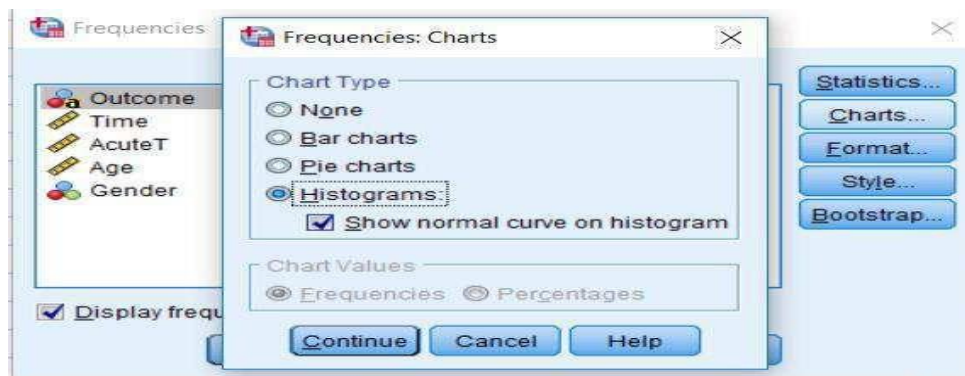 Frequencies
Frequencies: Charts
Outcome
Time
AcuteT
Age
Gender
Chart Type
None
Bar charts
Pie charts
Histograms:
Show normal curve on histogram
Chart Values
Frequencies Percentages
Continue Cancel Help
Statistics...
Charts...
Format...
Style...
Bootstrap...
Display frequ